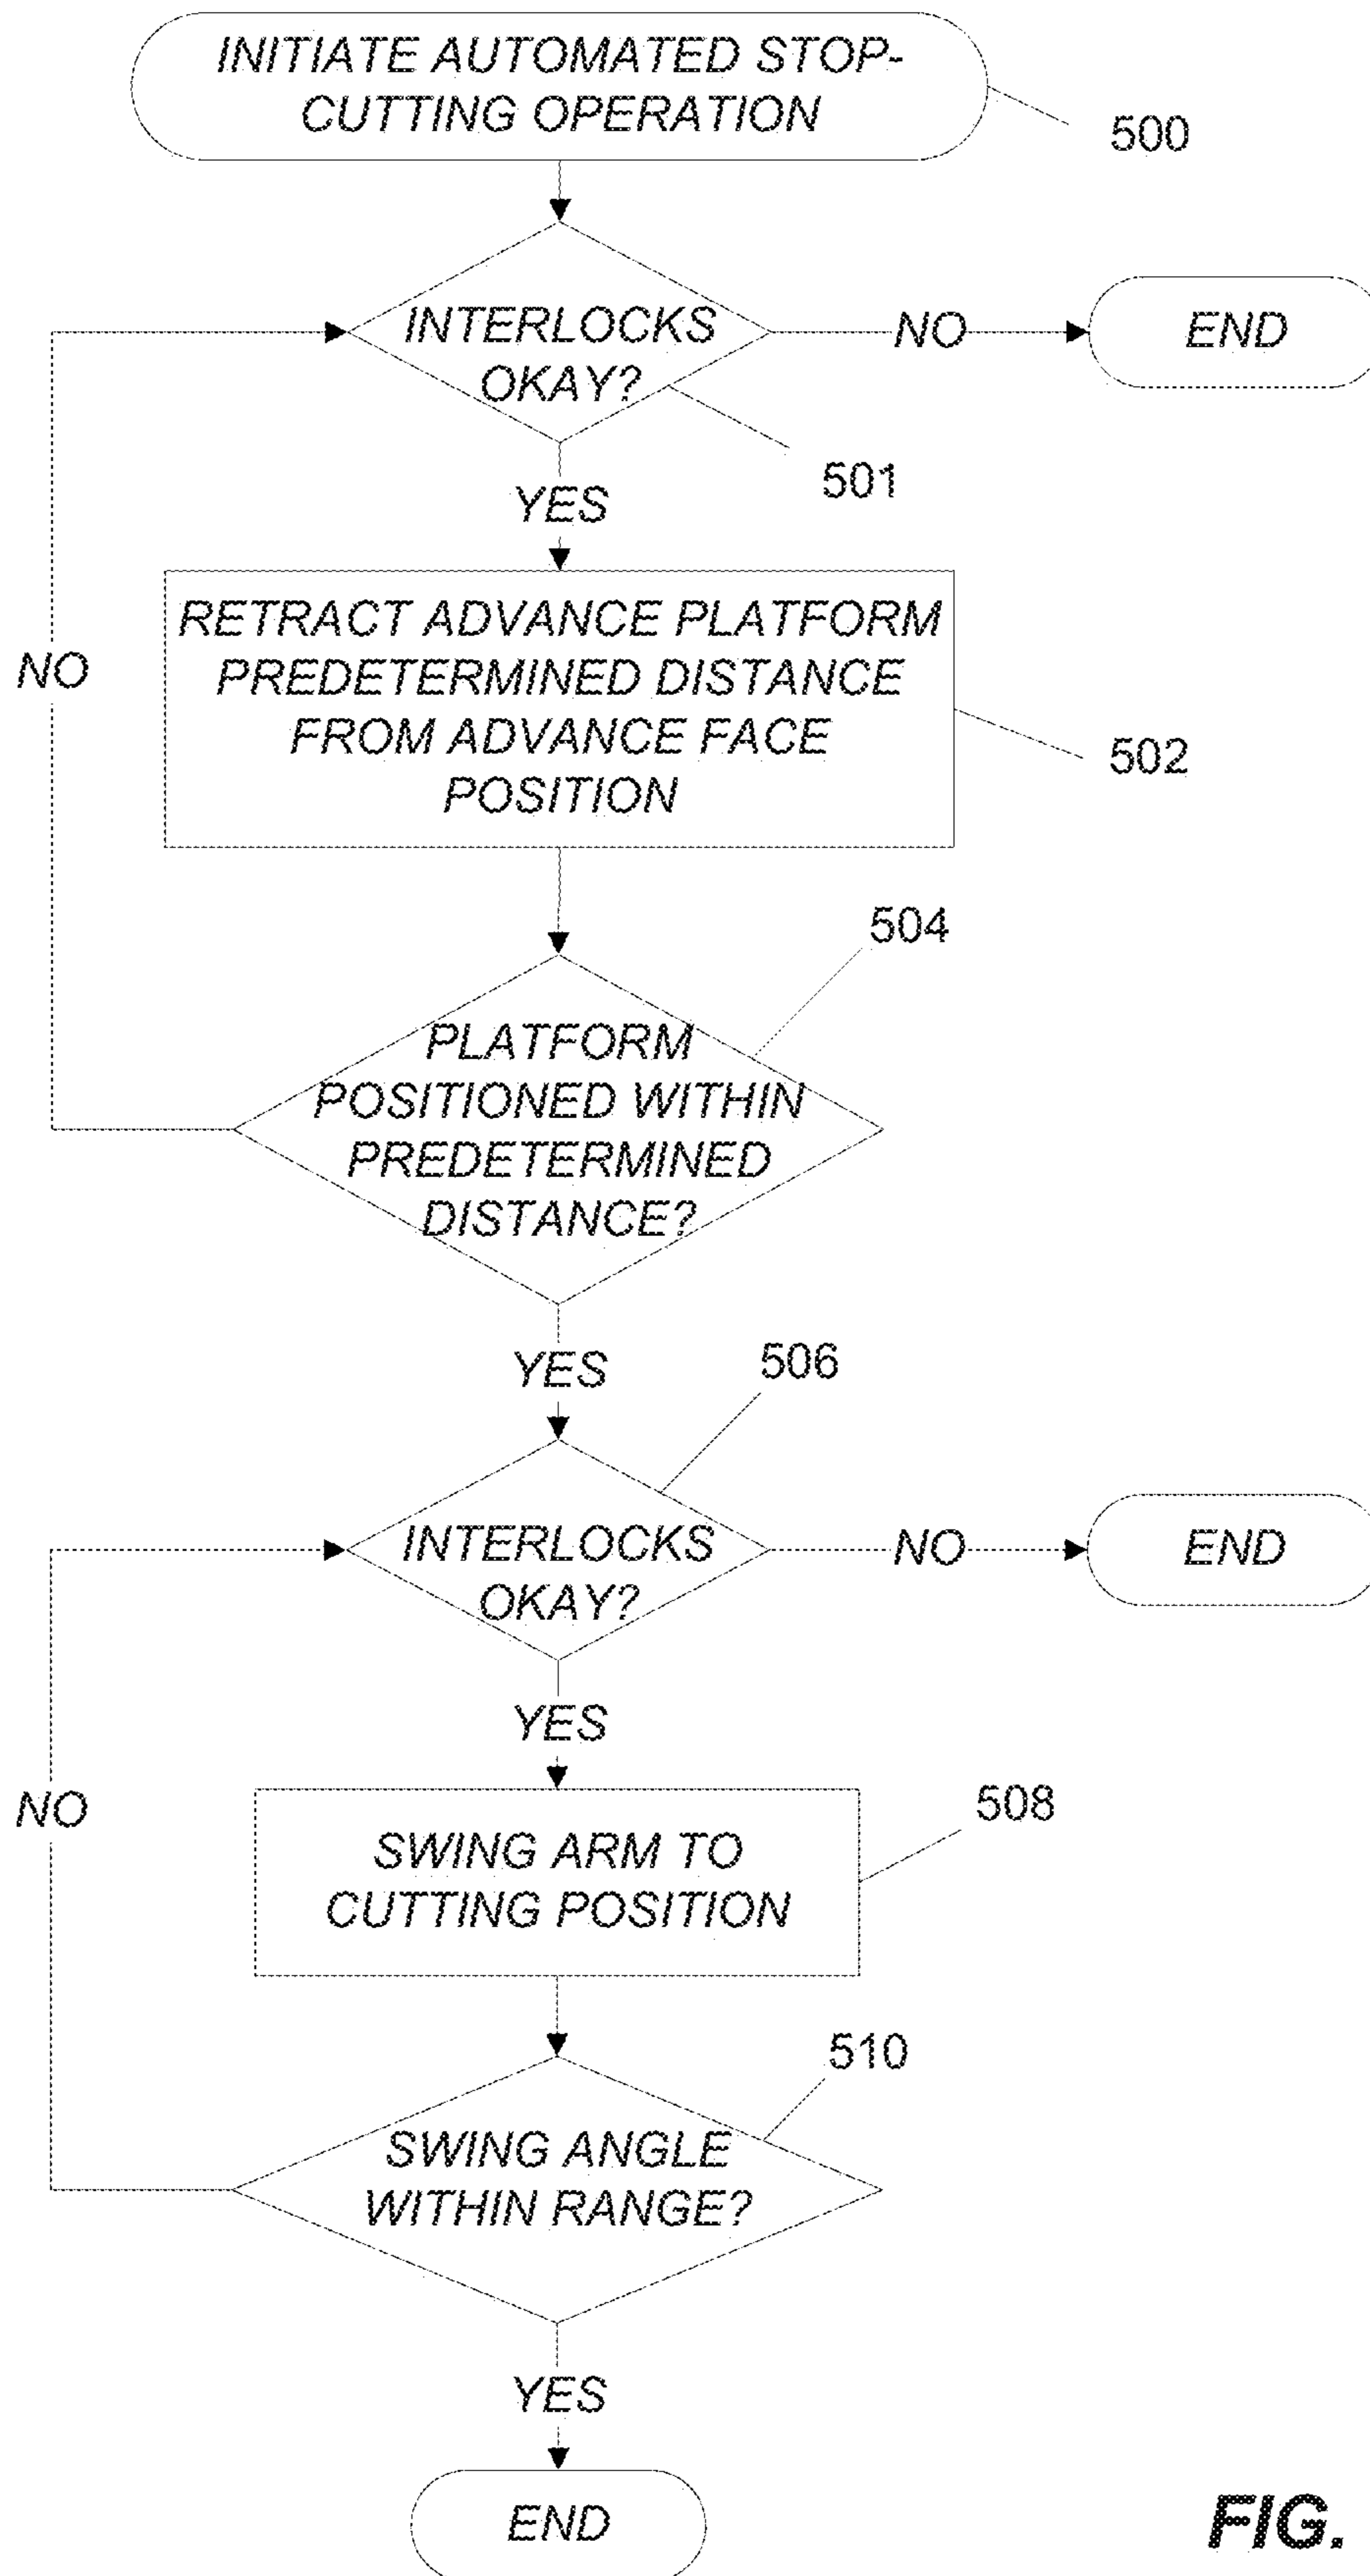 INITIATE AUTOMATED STOP-
CUTTING OPERATION
500
INTERLOCKS
OKAY?
NO
END
501
YES
RETRACT ADVANCE PLATFORM
PREDETERMINED DISTANCE
FROM ADVANCE FACE
POSITION
NO
502
504
PLATFORM
POSITIONED WITHIN
PREDETERMINED
DISTANCE?
YES
506
INTERLOCKS
OKAY?
NO
END
YES
NO
508
SWING ARM TO
CUTTING POSITION
510
SWING ANGLE
WITHIN RANGE?
YES
END
FIG.